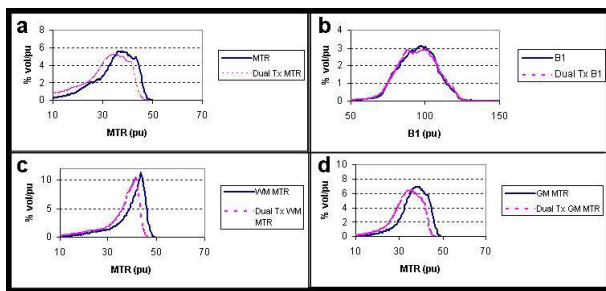 a
% vol/pu
8
6
4
2
0
10 30 50 70
MTR (pu)
MTR
Dual Tx MTR
b
% vol/pu
4
3
2
1
0
50 100 150
B1 (pu)
B1
Dual Tx B1
c
% vol/pu
10
5
0
10 30 50 70
MTR (pu)
WM MTR
Dual Tx WM
MTR
d
% vol/pu
10
8
6
4
2
0
10 30 50 70
MTR (pu)
GM MTR
Dual Tx GM MTR